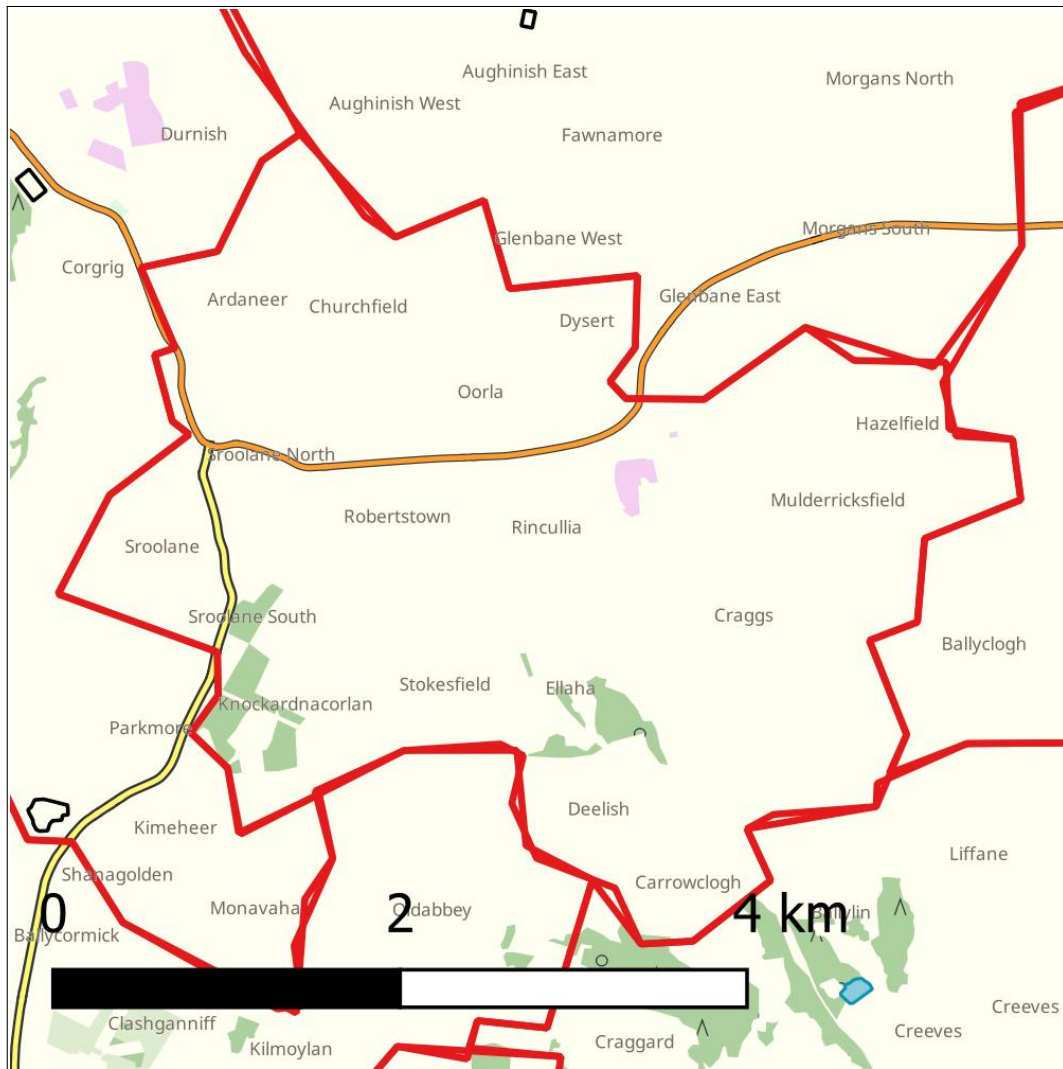 Aughinish East
Morgans North
Aughinish West
Durnish
Fawnamore
Morgans South
Glenbane West
Corgrig
Ardaneer
Glenbane East
Churchfield
Dysert
Oorla
Hazelfield
Sroolane North
Mulderricksfield
Robertstown
Rincullia
Sroolane
Sroolane South
Craggs
Ballyclogh
Stokesfield
Ellaha
Knockardnacorlan
Parkmore
Deelish
Kimeheer
Liffane
Shanagolden
Carrowclogh
Monavaha
Oldabbey
Ballylin
0 2 4 km
Ballycormick
Creeves
Clashganniff
Creeves
Craggard
Kilmoylan